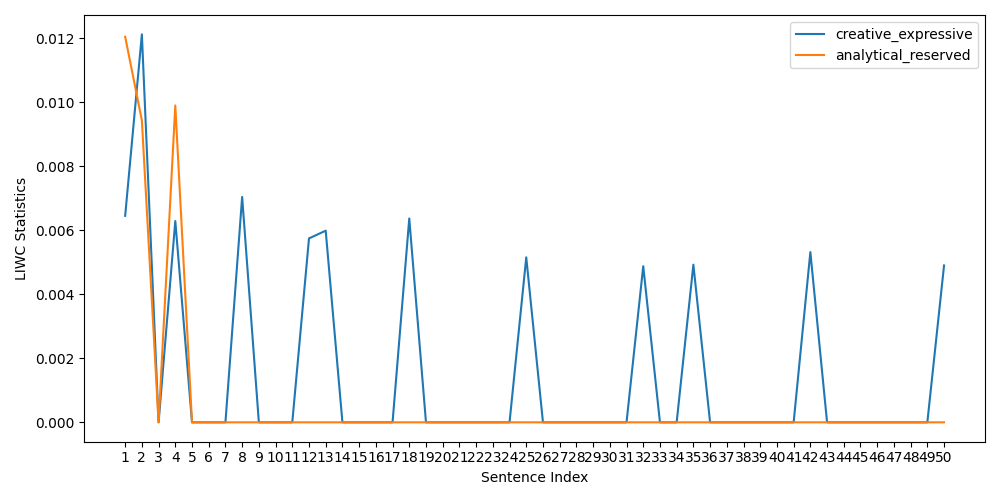 creative_expressive
analytical_reserved
0.012
0.010
0.008
0.006
0.004
0.002
0.000
LIWC Statistics
1 2 3 4 5 6 7 8 9 10 11 12 13 14 15 16 17 18 19 20 21 22 23 24 25 26 27 28 29 30 31 32 33 34 35 36 37 38 39 40 41 42 43 44 45 46 47 48 49 50
Sentence Index